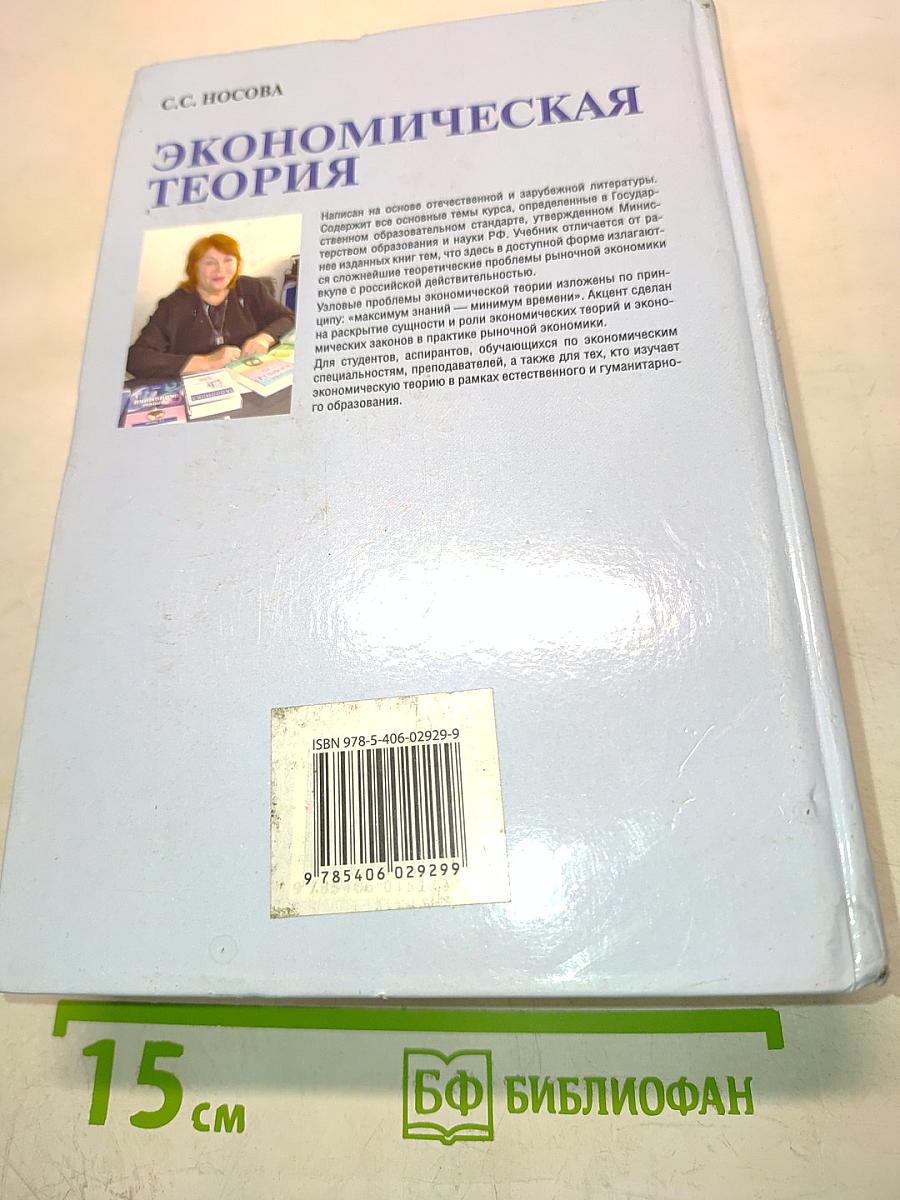 С.С. НОСОВА
ЭКОНОМИЧЕСКАЯ
ТЕОРИЯ
Написан на основе отечественной и зарубежной литературы.
Содержит все основные темы курса, определенные в Государ-
ственном образовательном стандарте, утвержденном Минис-
терством образования и науки РФ. Учебник отличается от ра-
нее изданных книг тем, что здесь в доступной форме излагают-
ся сложнейшие теоретические проблемы рыночной экономики
вкупе с российской действительностью.
Узловые проблемы экономической теории изложены по прин-
ципу: «максимум знаний — минимум времени». Акцент сделан
на раскрытие сущности и роли экономических теорий и эконо-
мических законов в практике рыночной экономики.
Для студентов, аспирантов, обучающихся по экономическим
специальностям, преподавателей, а также для тех, кто изучает
экономическую теорию в рамках естественного и гуманитарно-
го образования.
ISBN 978-5-406-02929-9
9 785406 029299
15 см
БФ БИБЛИОФАН